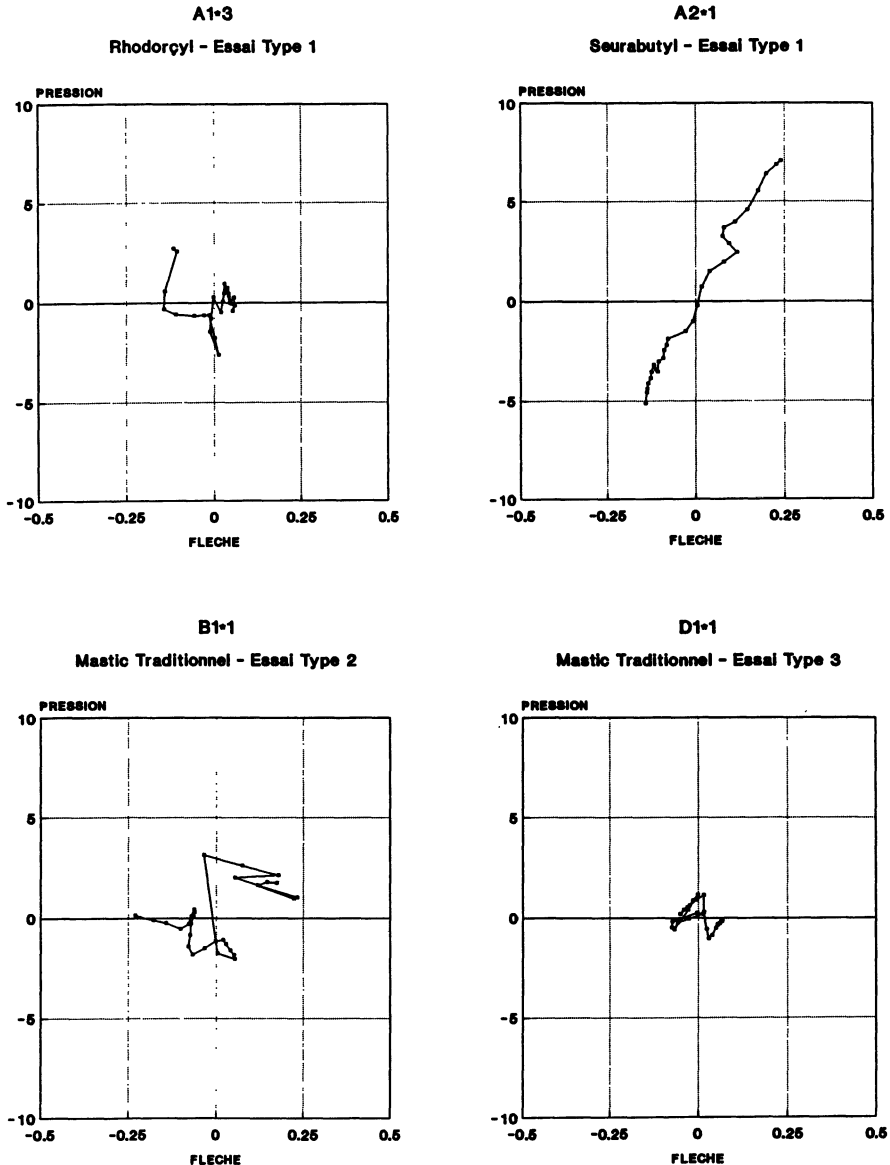 A1*3
Rhodorçyl - Essai Type 1
PRESSION
10
5
0
-5
-10
-0.5 -0.25 0 0.25 0.5
FLECHE
A2*1
Seurabutyl - Essai Type 1
PRESSION
10
5
0
-5
-10
-0.5 -0.25 0 0.25 0.5
FLECHE
B1*1
Mastic Traditionnel - Essai Type 2
PRESSION
10
5
0
-5
-10
-0.5 -0.25 0 0.25 0.5
FLECHE
D1*1
Mastic Traditionnel - Essai Type 3
PRESSION
10
5
0
-5
-10
-0.5 -0.25 0 0.25 0.5
FLECHE